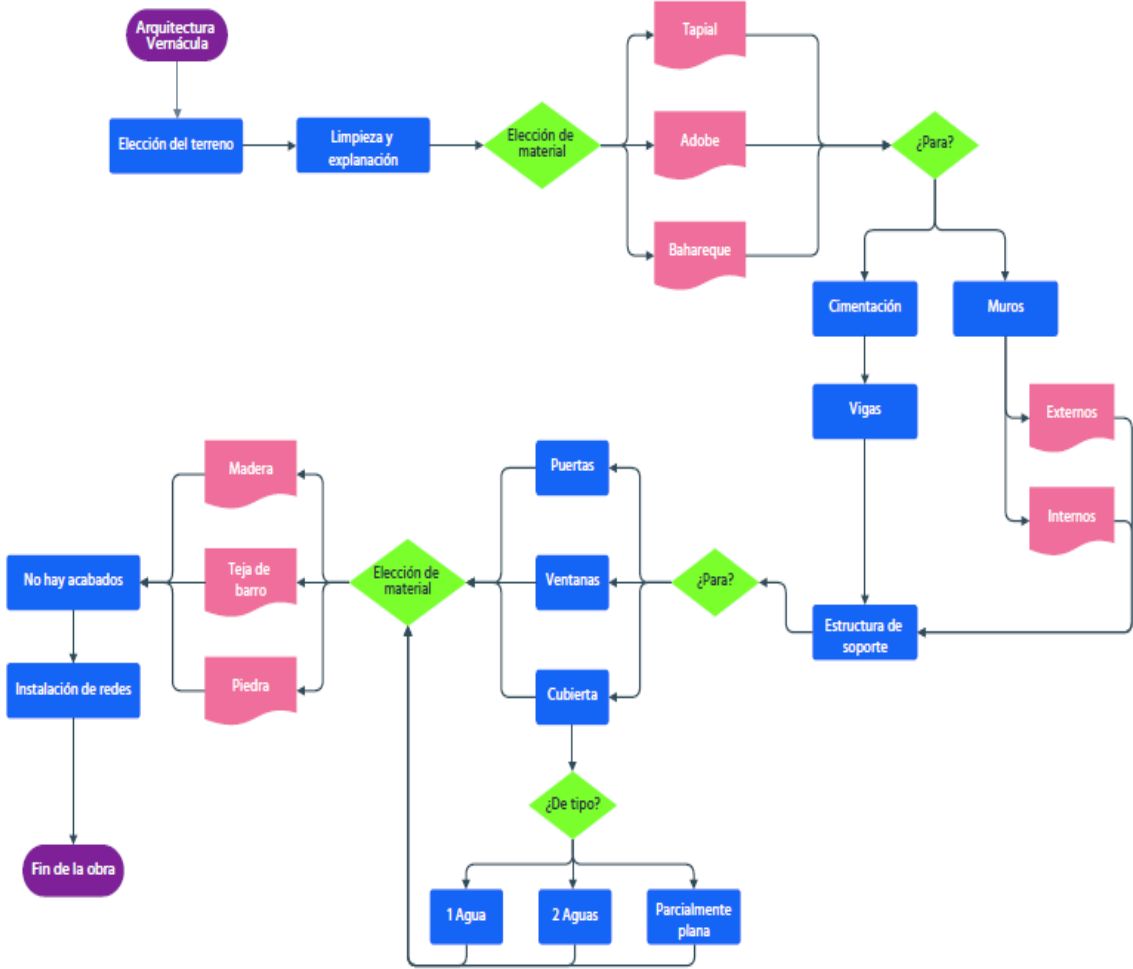 Arquitectura
Vernácula
Elección del terreno
Limpieza y
explanación
Elección de
material
Tapial
Adobe
Bahareque
¿Para?
Cimentación
Muros
Vigas
Externos
Internos
Estructura de
soporte
¿Para?
Puertas
Ventanas
Cubierta
¿De tipo?
1 Agua
2 Aguas
Parcialmente
plana
Elección de
material
Madera
Teja de
barro
Piedra
No hay acabados
Instalación de redes
Fin de la obra